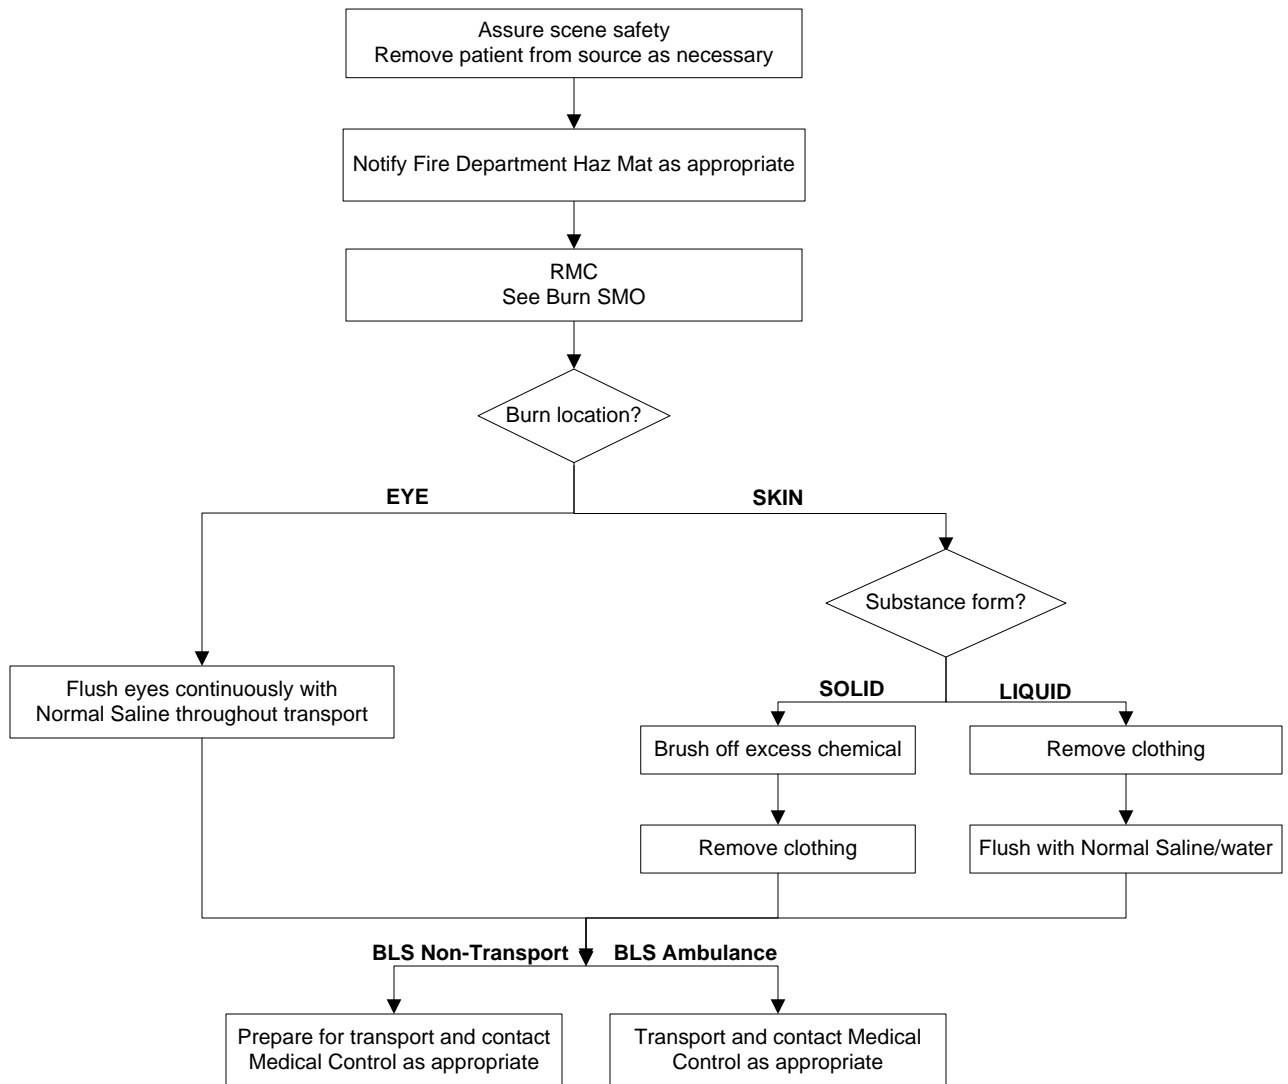 Assure scene safety
Remove patient from source as necessary
Notify Fire Department Haz Mat as appropriate
RMC
See Burn SMO
Burn location?
EYE
SKIN
Substance form?
Flush eyes continuously with
Normal Saline throughout transport
SOLID
LIQUID
Brush off excess chemical
Remove clothing
Remove clothing
Flush with Normal Saline/water
BLS Non-Transport
BLS Ambulance
Prepare for transport and contact
Medical Control as appropriate
Transport and contact Medical
Control as appropriate